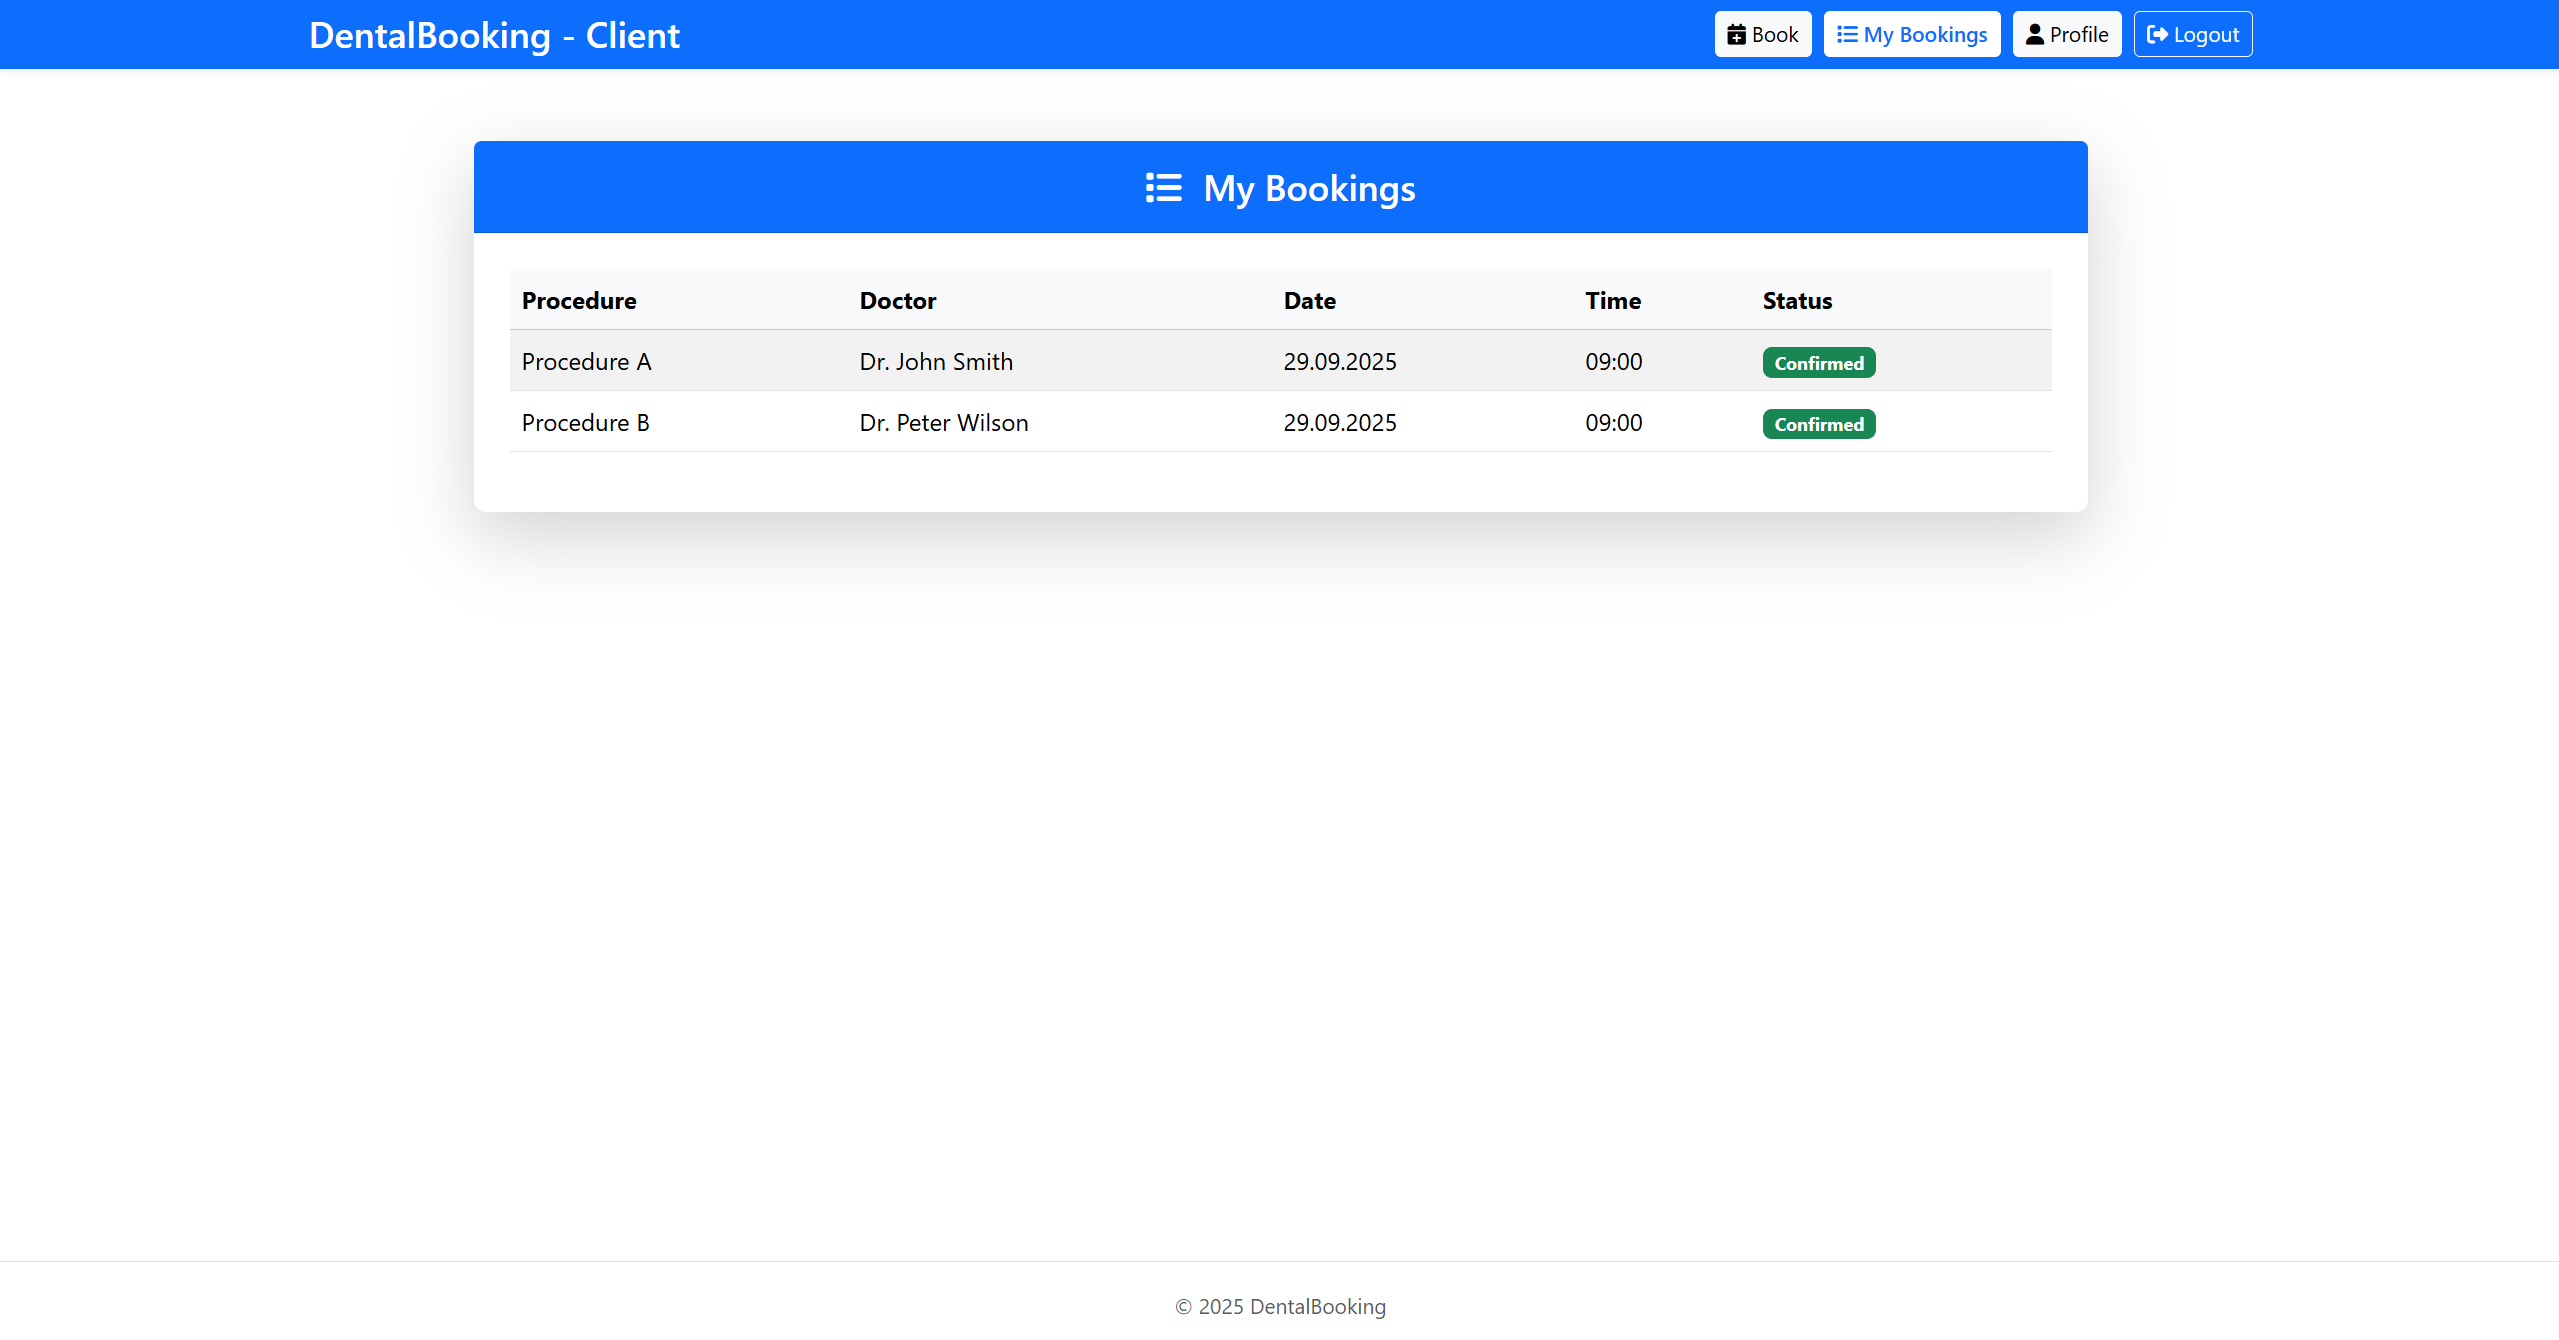 DentalBooking - Client
Book My Bookings Profile Logout
My Bookings
Procedure Doctor Date Time Status
Procedure A Dr. John Smith 29.09.2025 09:00 Confirmed
Procedure B Dr. Peter Wilson 29.09.2025 09:00 Confirmed
© 2025 DentalBooking